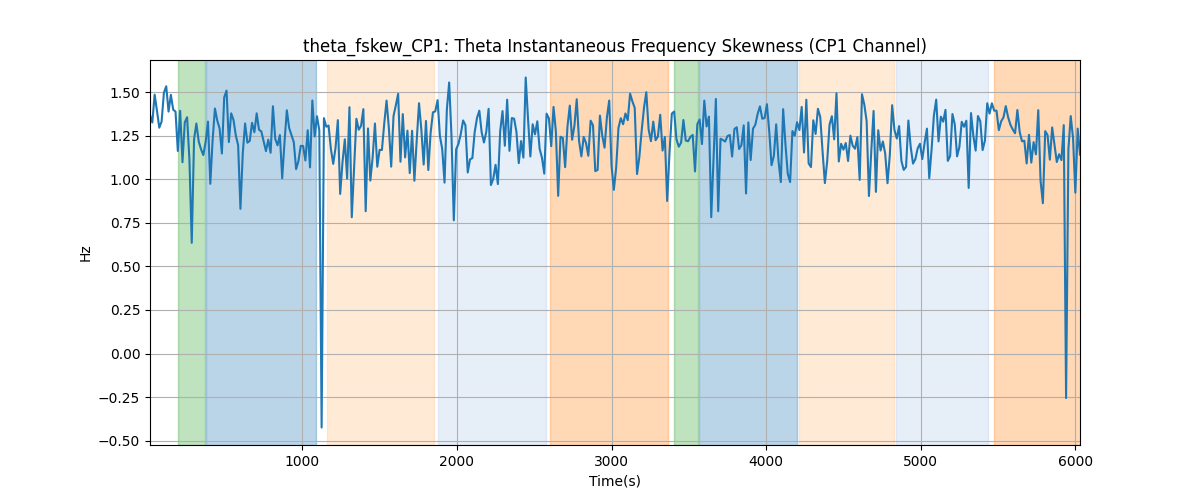 theta_fskew_CP1: Theta Instantaneous Frequency Skewness (CP1 Channel)
1.50
1.25
1.00
0.75
0.50
0.25
0.00
−0.25
−0.50
Hz
1000 2000 3000 4000 5000 6000
Time(s)